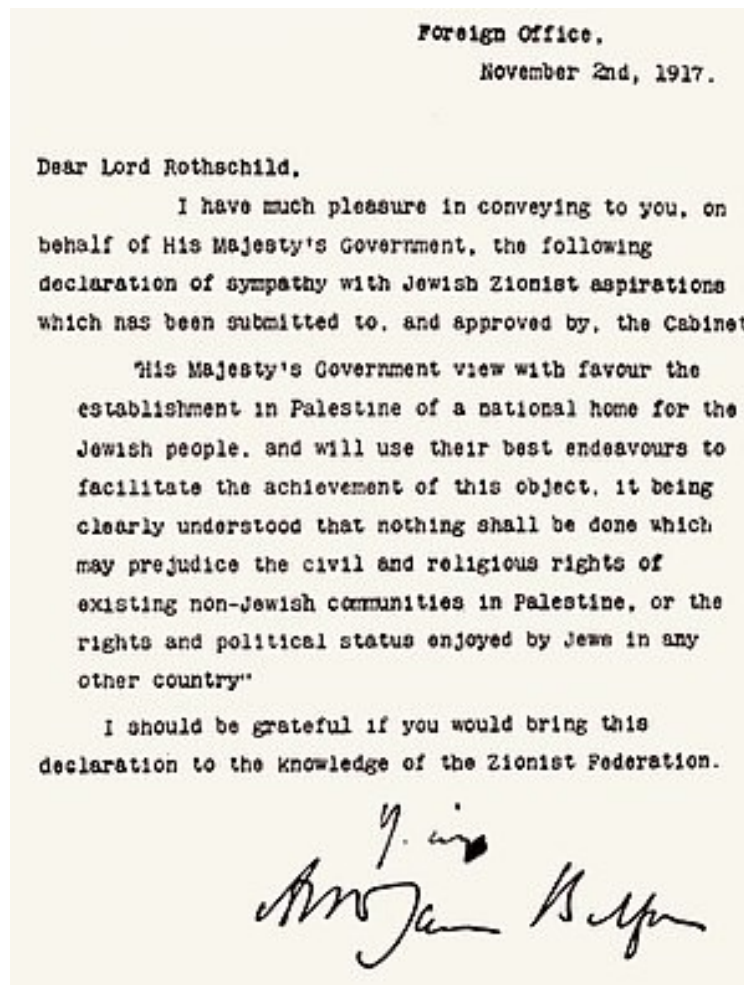 Foreign Office,
November 2nd, 1917.
Dear Lord Rothschild,
I have much pleasure in conveying to you, on
behalf of His Majesty's Government, the following
declaration of sympathy with Jewish Zionist aspirations
which has been submitted to, and approved by, the Cabinet
"His Majesty's Government view with favour the
establishment in Palestine of a national home for the
Jewish people, and will use their best endeavours to
facilitate the achievement of this object, it being
clearly understood that nothing shall be done which
may prejudice the civil and religious rights of
existing non-Jewish communities in Palestine, or the
rights and political status enjoyed by Jews in any
other country"
I should be grateful if you would bring this
declaration to the knowledge of the Zionist Federation.
Arthur James Balfour